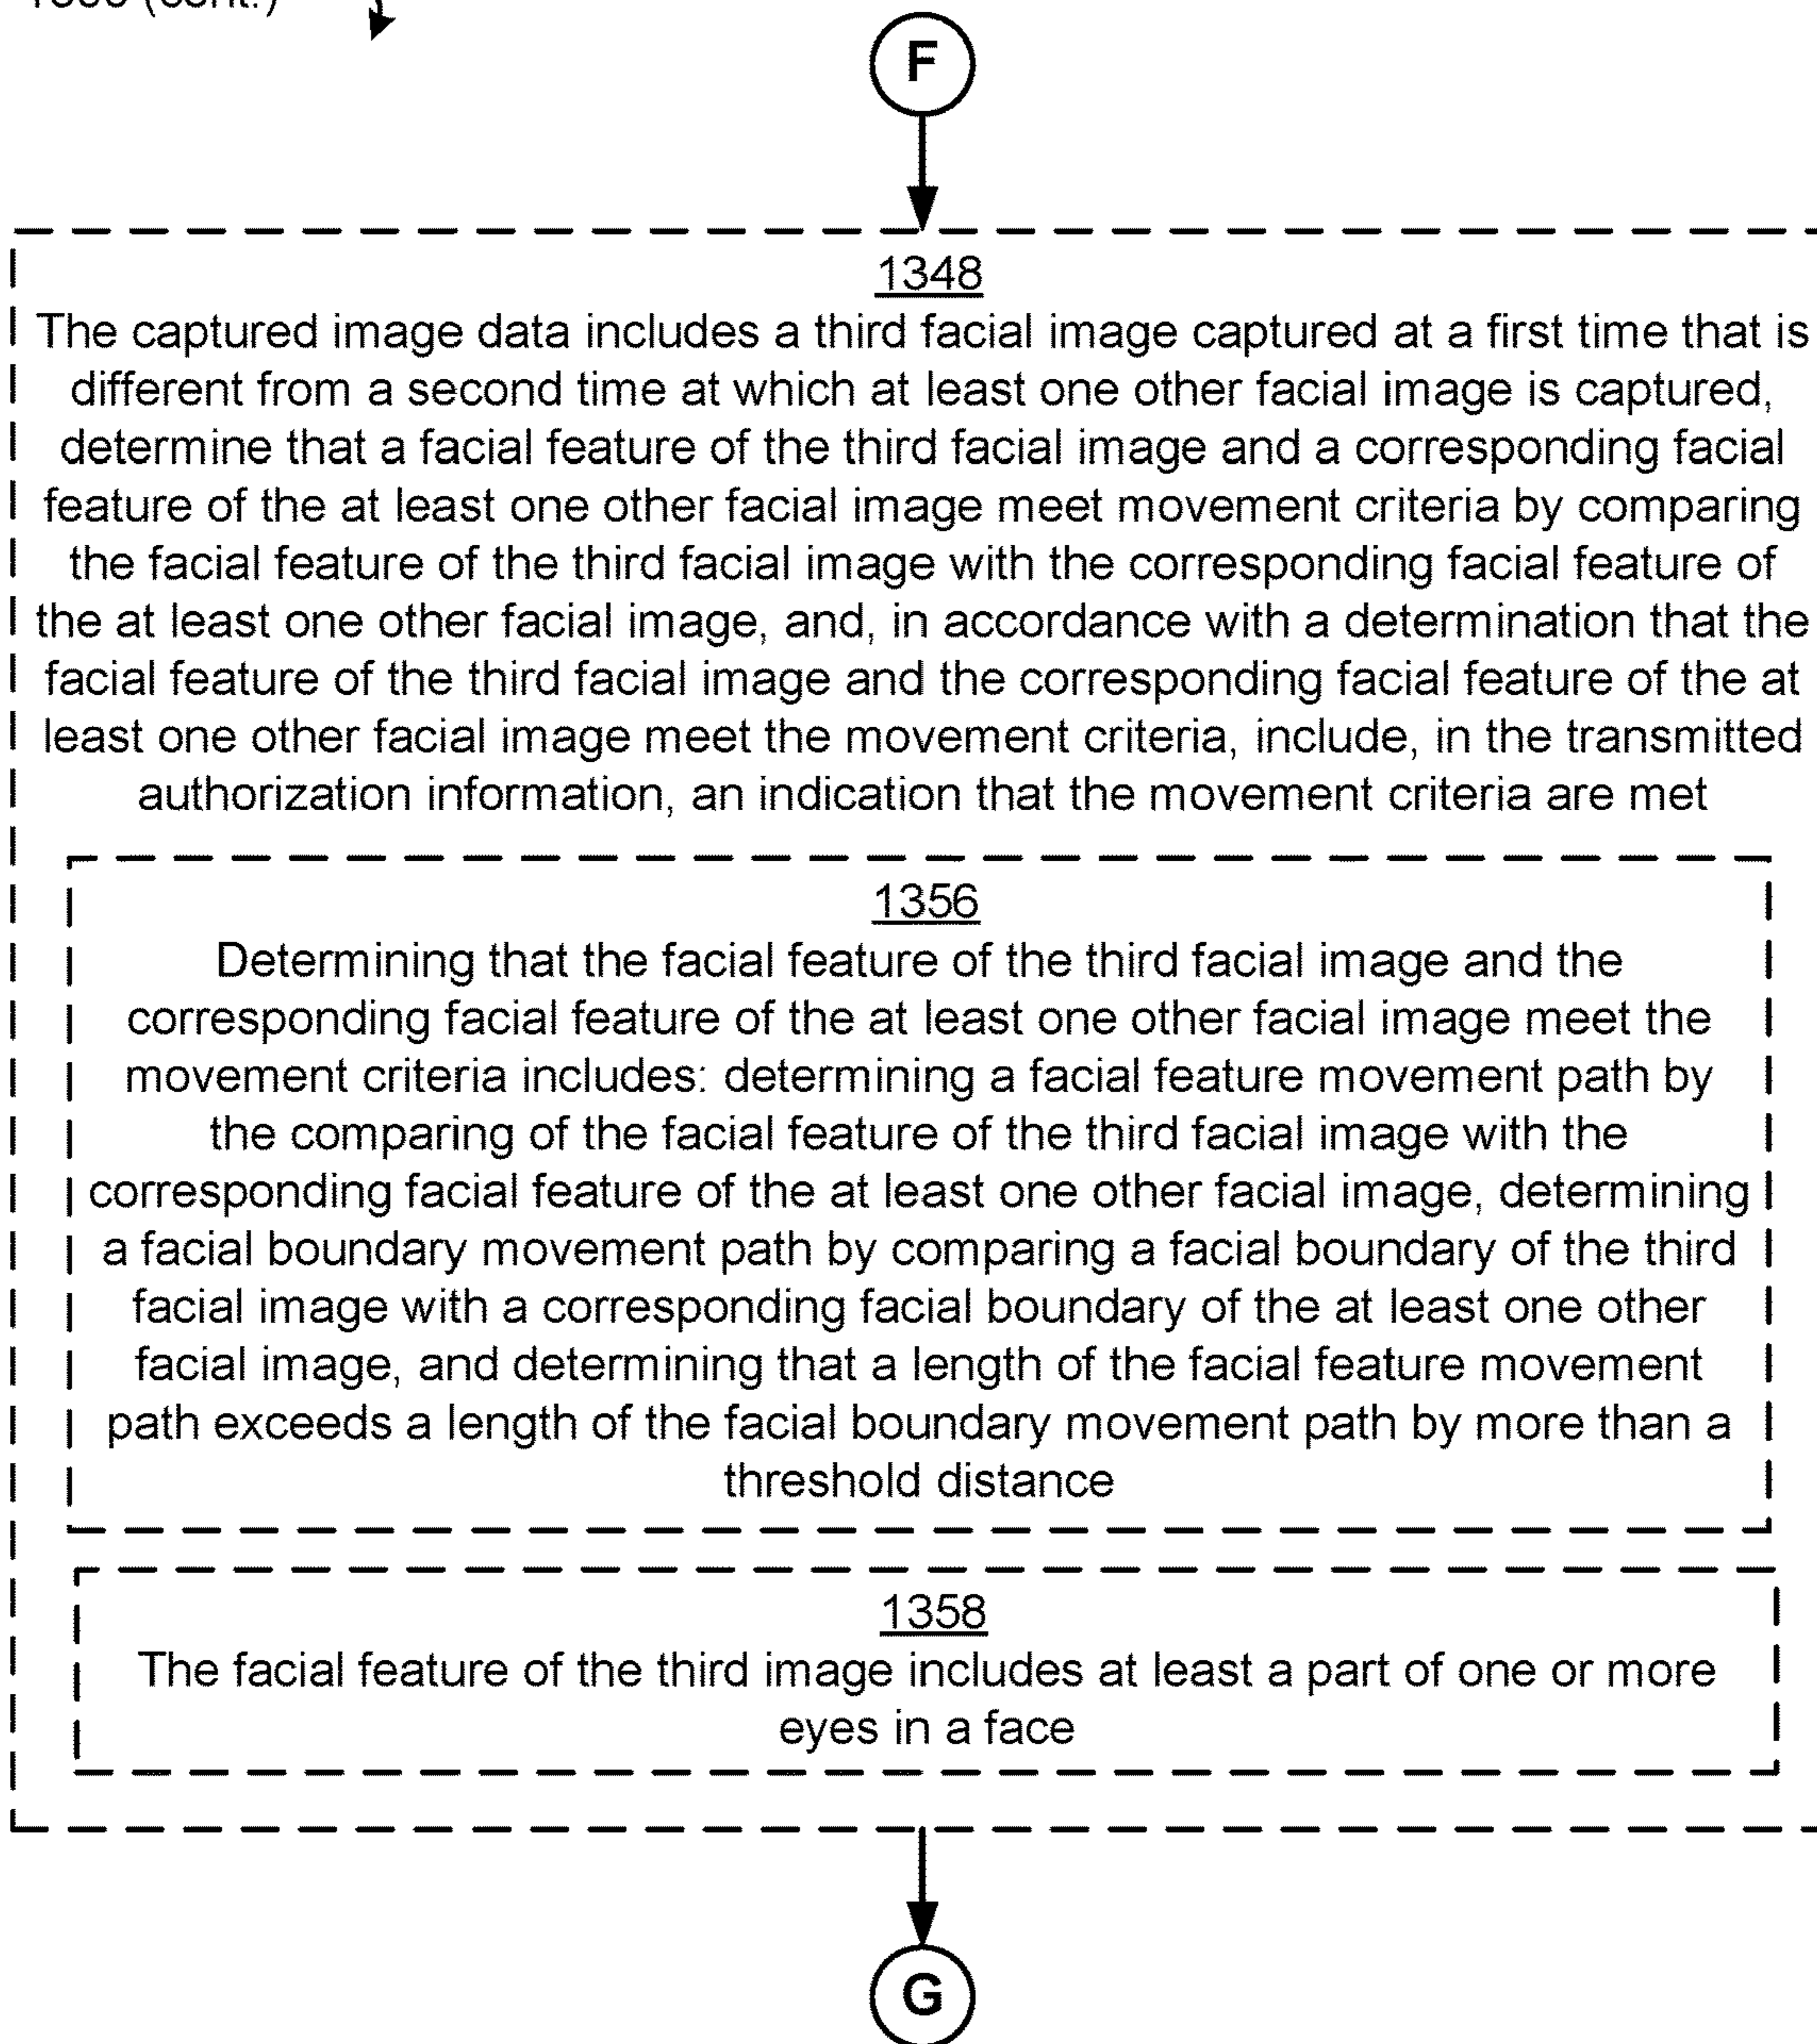 (cont.)
F
1348
The captured image data includes a third facial image captured at a first time that is
different from a second time at which at least one other facial image is captured,
determine that a facial feature of the third facial image and a corresponding facial
feature of the at least one other facial image meet movement criteria by comparing
the facial feature of the third facial image with the corresponding facial feature of
the at least one other facial image, and, in accordance with a determination that the
facial feature of the third facial image and the corresponding facial feature of the at
least one other facial image meet the movement criteria, include, in the transmitted
authorization information, an indication that the movement criteria are met
1356
Determining that the facial feature of the third facial image and the
corresponding facial feature of the at least one other facial image meet the
movement criteria includes: determining a facial feature movement path by
the comparing of the facial feature of the third facial image with the
corresponding facial feature of the at least one other facial image, determining
a facial boundary movement path by comparing a facial boundary of the third
facial image with a corresponding facial boundary of the at least one other
facial image, and determining that a length of the facial feature movement
path exceeds a length of the facial boundary movement path by more than a
threshold distance
1358
The facial feature of the third image includes at least a part of one or more
eyes in a face
G